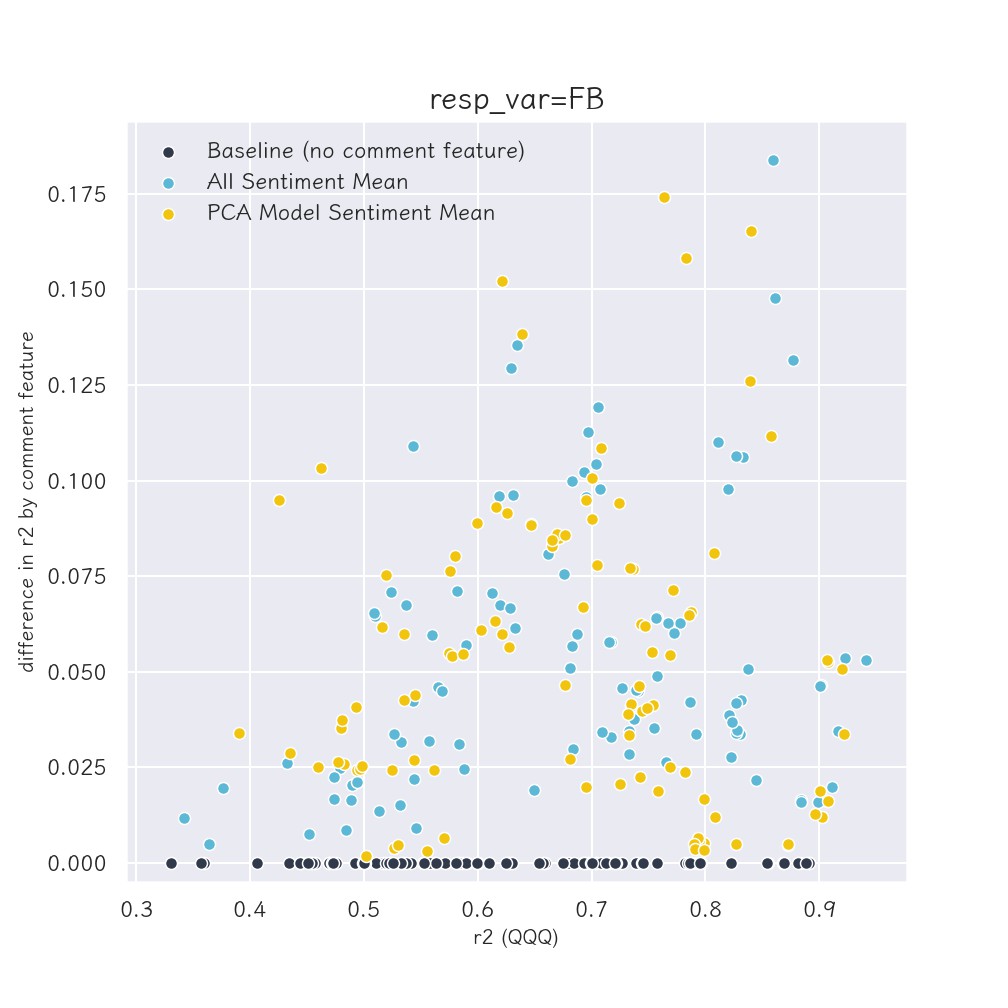 resp_var=FB
Baseline (no comment feature)
All Sentiment Mean
PCA Model Sentiment Mean
difference in r2 by comment feature
0.175
0.150
0.125
0.100
0.075
0.050
0.025
0.000
0.3 0.4 0.5 0.6 0.7 0.8 0.9
r2 (QQQ)